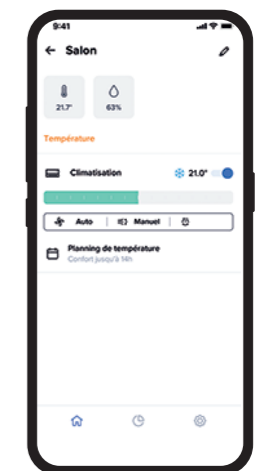 9:41
Salon
21.7°
63%
Température
Climatisation
21.0°
Auto
Manuel
Planning de température
Confort jusqu'à 14h